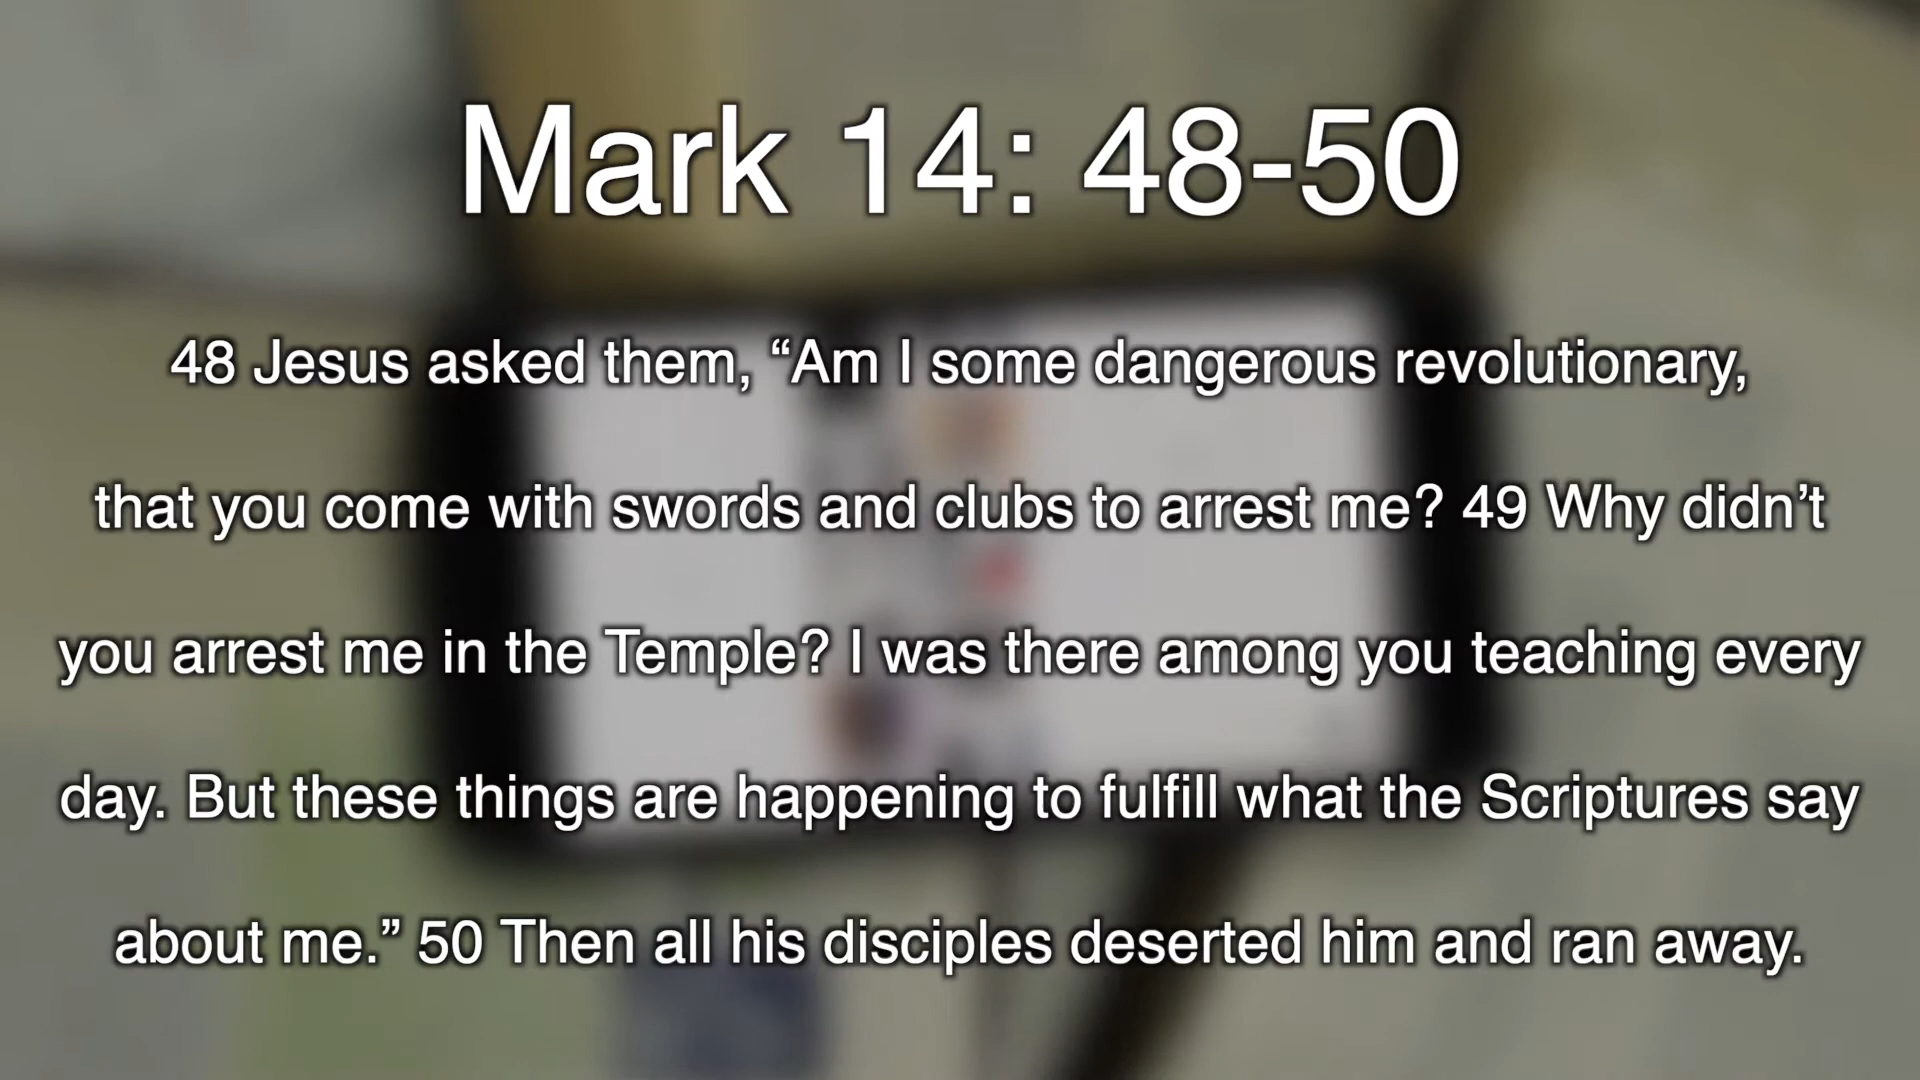 Mark 14: 48-50
48 Jesus asked them, “Am I some dangerous revolutionary,
that you come with swords and clubs to arrest me? 49 Why didn’t
you arrest me in the Temple? I was there among you teaching every
day. But these things are happening to fulfill what the Scriptures say
about me.” 50 Then all his disciples deserted him and ran away.